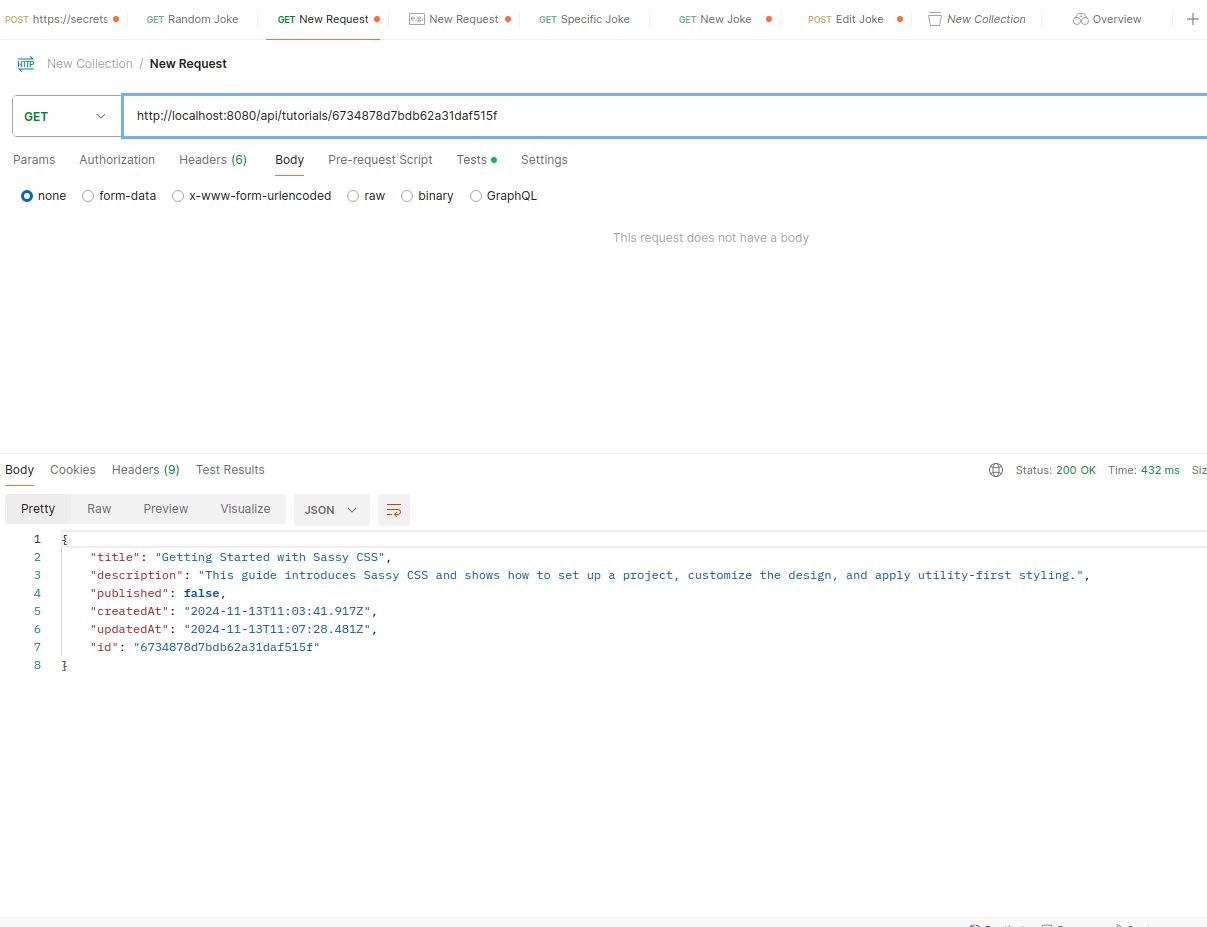 POST https://secrets GET Random Joke GET New Request e.g. New Request GET Specific Joke GET New Joke POST Edit Joke New Collection Overview
HTTP New Collection / New Request
GET http://localhost:8080/api/tutorials/6734878d7bdb62a31daf515f
Params Authorization Headers (6) Body Pre-request Script Tests Settings
none form-data x-www-form-urlencoded raw binary GraphQL
This request does not have a body
Body Cookies Headers (9) Test Results Status: 200 OK Time: 432 ms Siz
Pretty Raw Preview Visualize JSON
1 {
2 "title": "Getting Started with Sassy CSS",
3 "description": "This guide introduces Sassy CSS and shows how to set up a project, customize the design, and apply utility-first styling.",
4 "published": false,
5 "createdAt": "2024-11-13T11:03:41.917Z",
6 "updatedAt": "2024-11-13T11:07:28.481Z",
7 "id": "6734878d7bdb62a31daf515f"
8 }